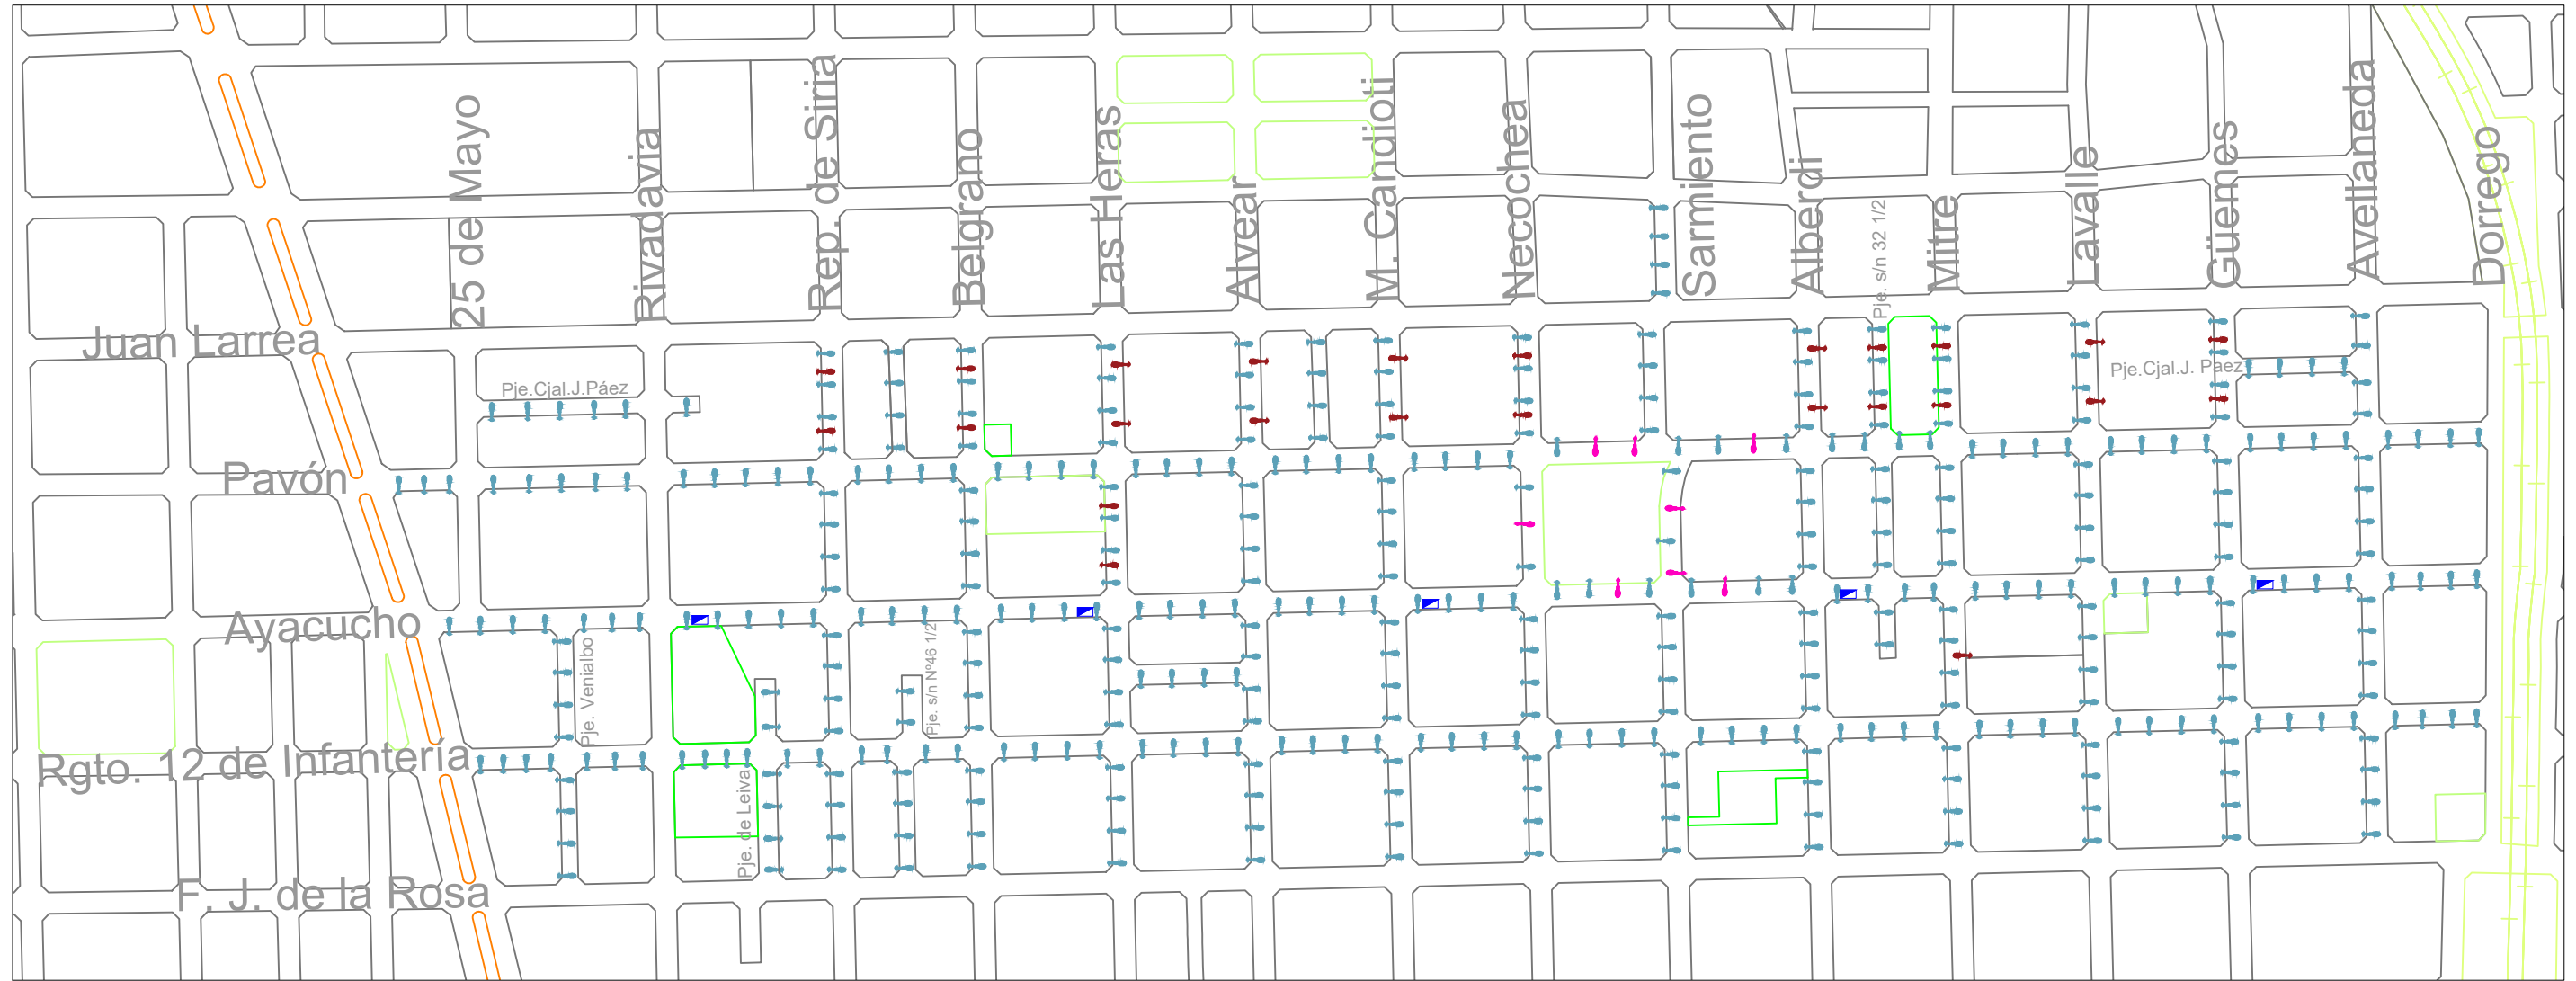 25 de Mayo
Rivadavia
Rep. de Siria
Belgrano
Las Heras
Alvear
M. Candioti
Necochea
Sarmiento
Alberdi
Pje. s/n 32 1/2
Mitre
Lavalle
Güemes
Avellaneda
Dorrego
Juan Larrea
Pje.Cjal.J.Páez
Pje.Cjal.J. Paez
Pavón
Ayacucho
Pje. Venialbo
Pje. s/n Nº46 1/2
Rgto. 12 de Infantería
Pje. de Leiva
F. J. de la Rosa